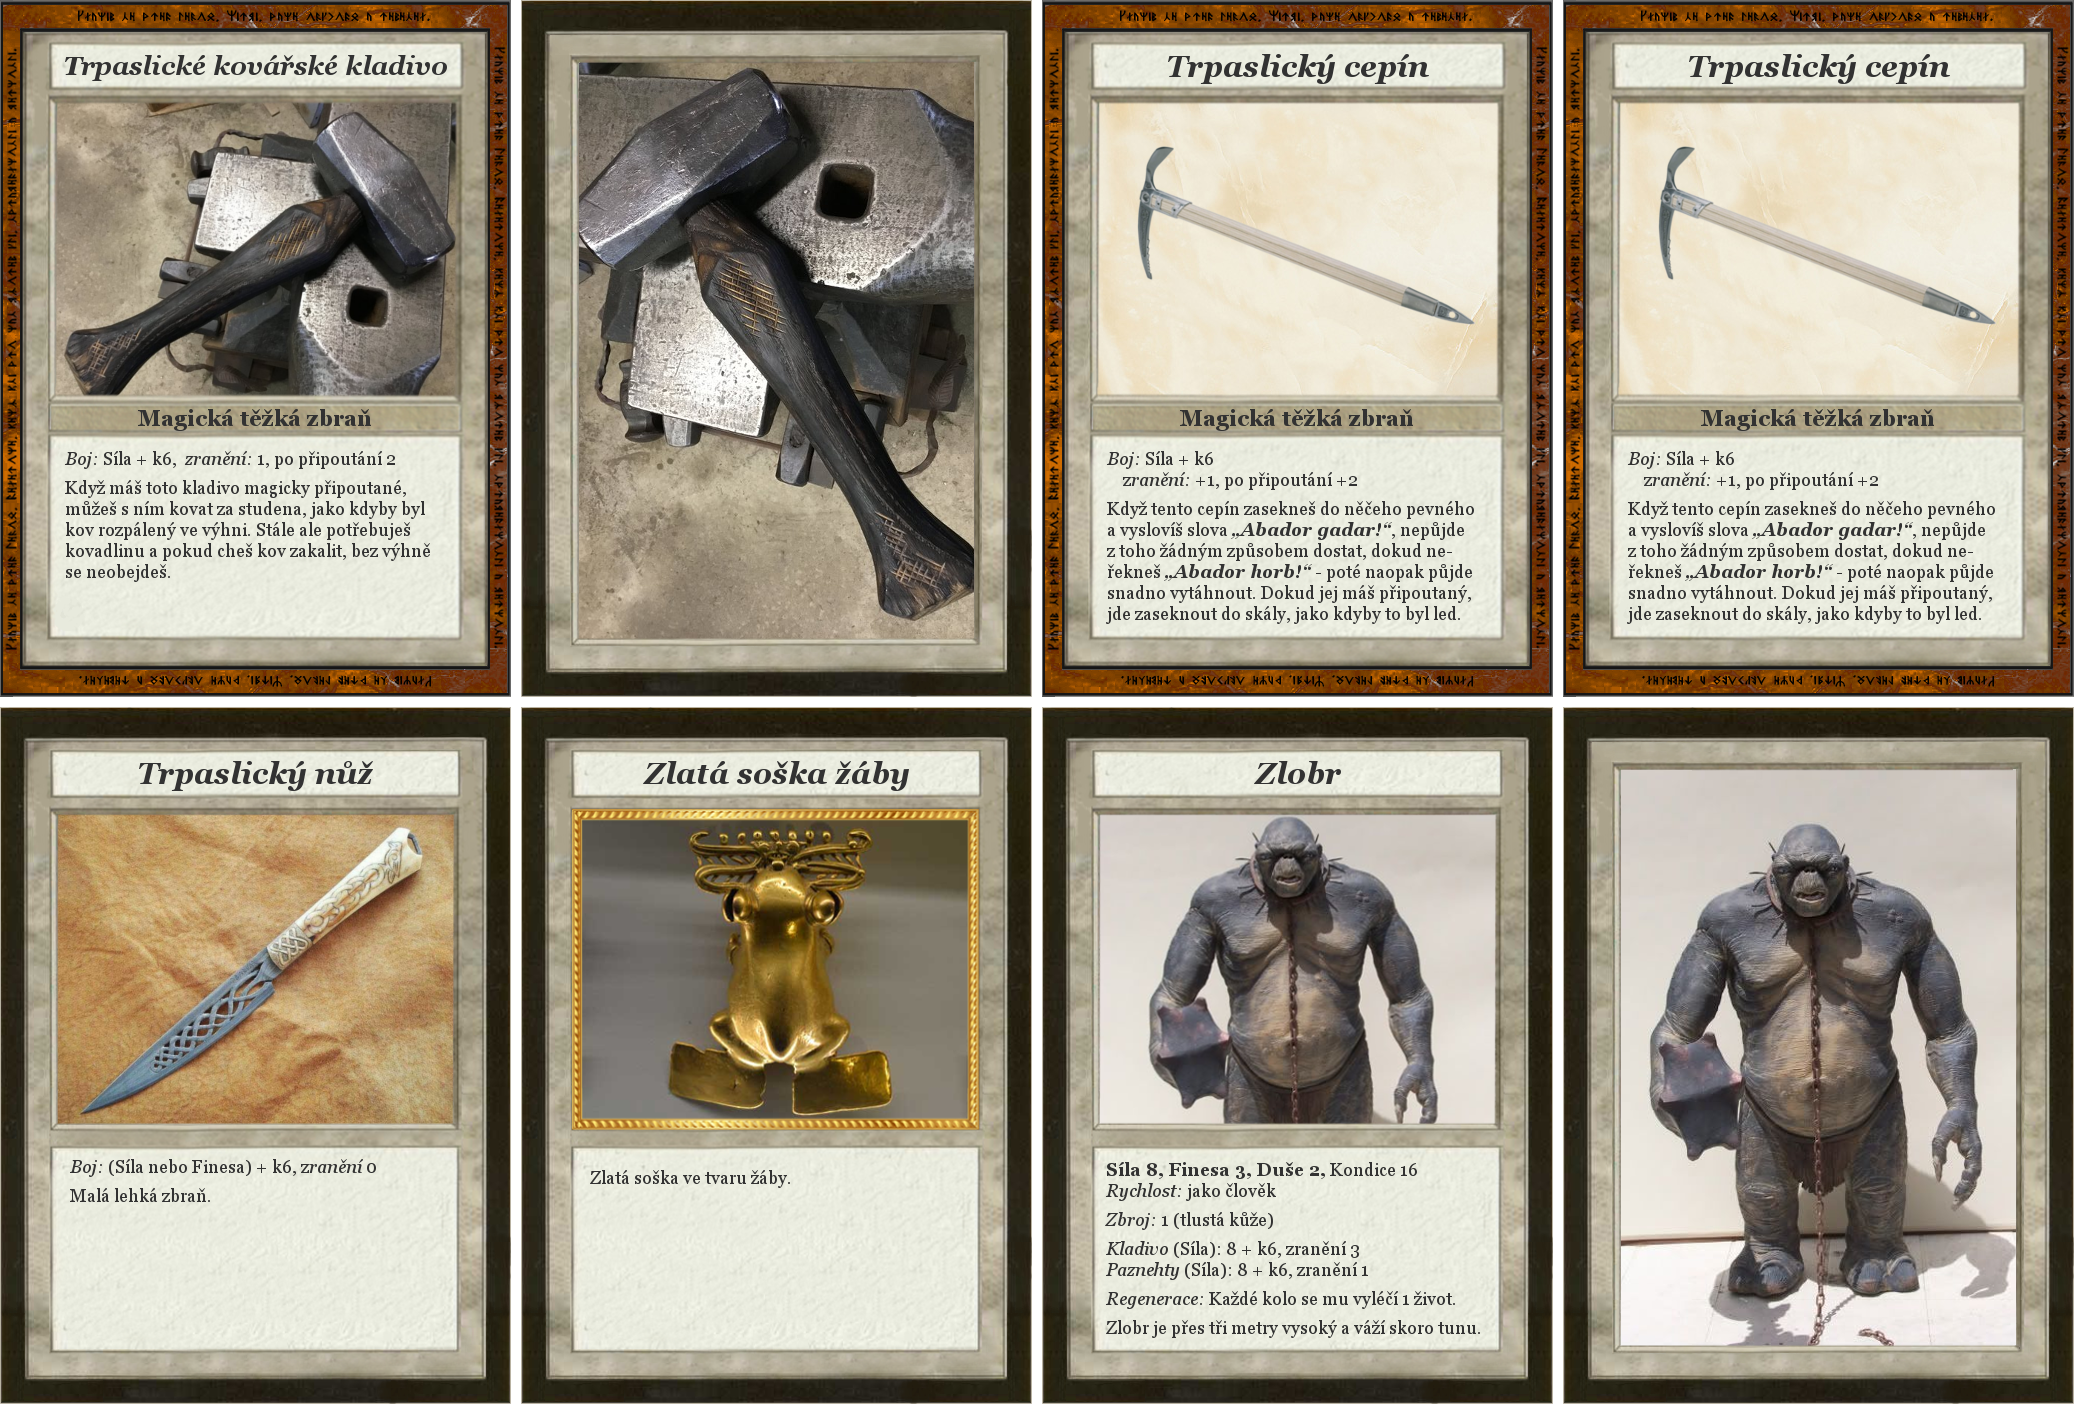 Trpaslické kovářské kladivo
Magická těžká zbraň
Boj: Síla + k6, zranění: 1, po připoutání 2
Když máš toto kladivo magicky připoutané,
můžeš s ním kovat za studena, jako kdyby byl
kov rozpálený ve výhni. Stále ale potřebuješ
kovadlinu a pokud cheš kov zakalit, bez výhně
se neobejdeš.
Trpaslický cepín
Magická těžká zbraň
Boj: Síla + k6
zranění: +1, po připoutání +2
Když tento cepín zasekneš do něčeho pevného
a vyslovíš slova „Abador gadar!“, nepůjde
z toho žádným způsobem dostat, dokud ne-
řekneš „Abador horb!“ - poté naopak půjde
snadno vytáhnout. Dokud jej máš připoutaný,
jde zaseknout do skály, jako kdyby to byl led.
Trpaslický cepín
Magická těžká zbraň
Boj: Síla + k6
zranění: +1, po připoutání +2
Když tento cepín zasekneš do něčeho pevného
a vyslovíš slova „Abador gadar!“, nepůjde
z toho žádným způsobem dostat, dokud ne-
řekneš „Abador horb!“ - poté naopak půjde
snadno vytáhnout. Dokud jej máš připoutaný,
jde zaseknout do skály, jako kdyby to byl led.
Trpaslický nůž
Boj: (Síla nebo Finesa) + k6, zranění 0
Malá lehká zbraň.
Zlatá soška žáby
Zlatá soška ve tvaru žáby.
Zlobr
Síla 8, Finesa 3, Duše 2, Kondice 16
Rychlost: jako člověk
Zbroj: 1 (tlustá kůže)
Kladivo (Síla): 8 + k6, zranění 3
Paznehty (Síla): 8 + k6, zranění 1
Regenerace: Každé kolo se mu vyléčí 1 život.
Zlobr je přes tři metry vysoký a váží skoro tunu.